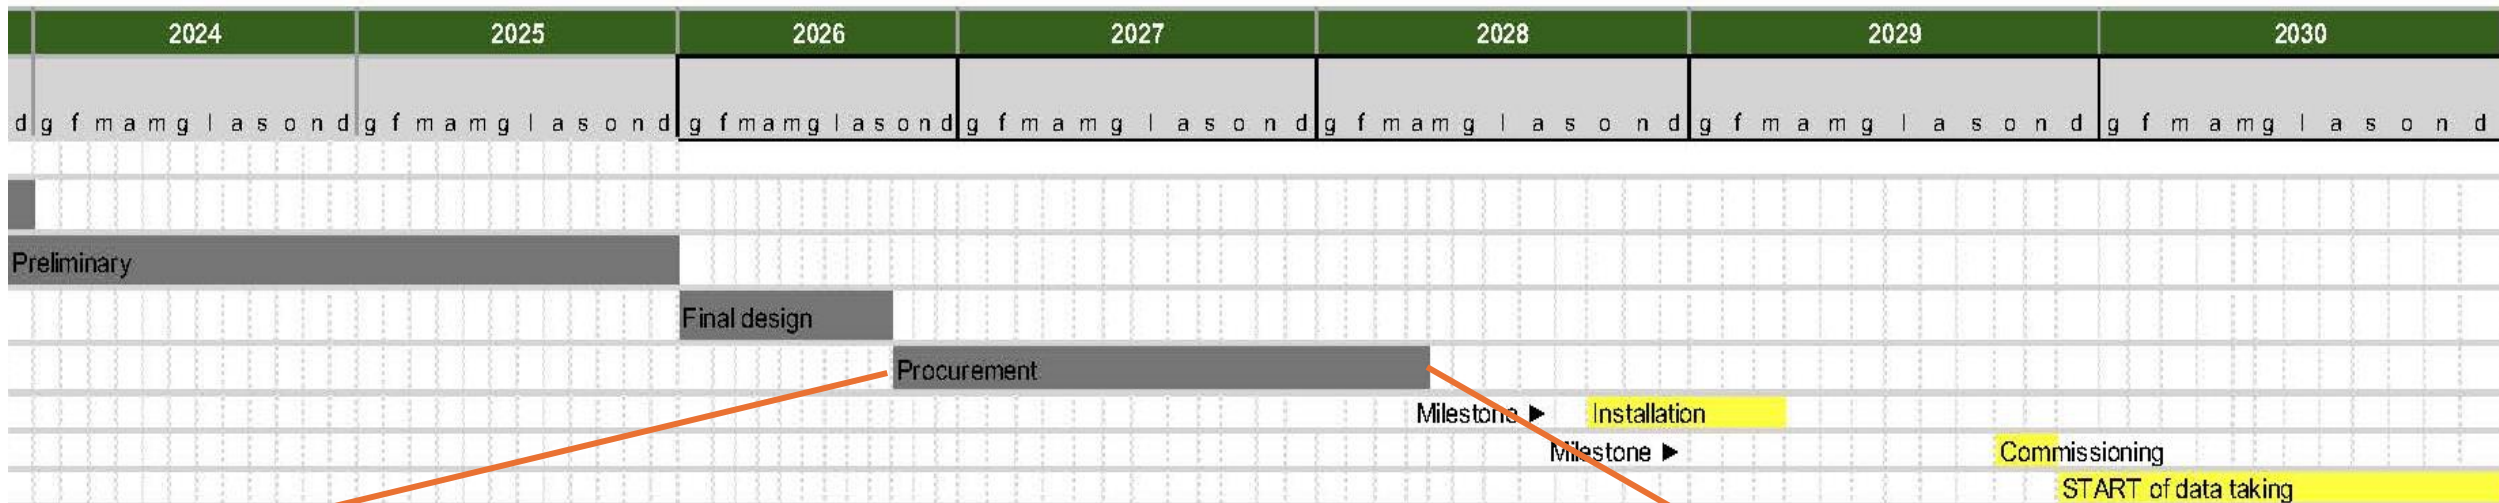 2024 2025 2026 2027 2028 2029 2030
d g f m a m g l a s o n d g f m a m g l a s o n d g f m a m g l a s o n d g f m a m g l a s o n d g f m a m g l a s o n d g f m a m g l a s o n d g f m a m g l a s o n d
Preliminary
Final design
Procurement
Milestone ► Installation
Milestone ► Commissioning
START of data taking